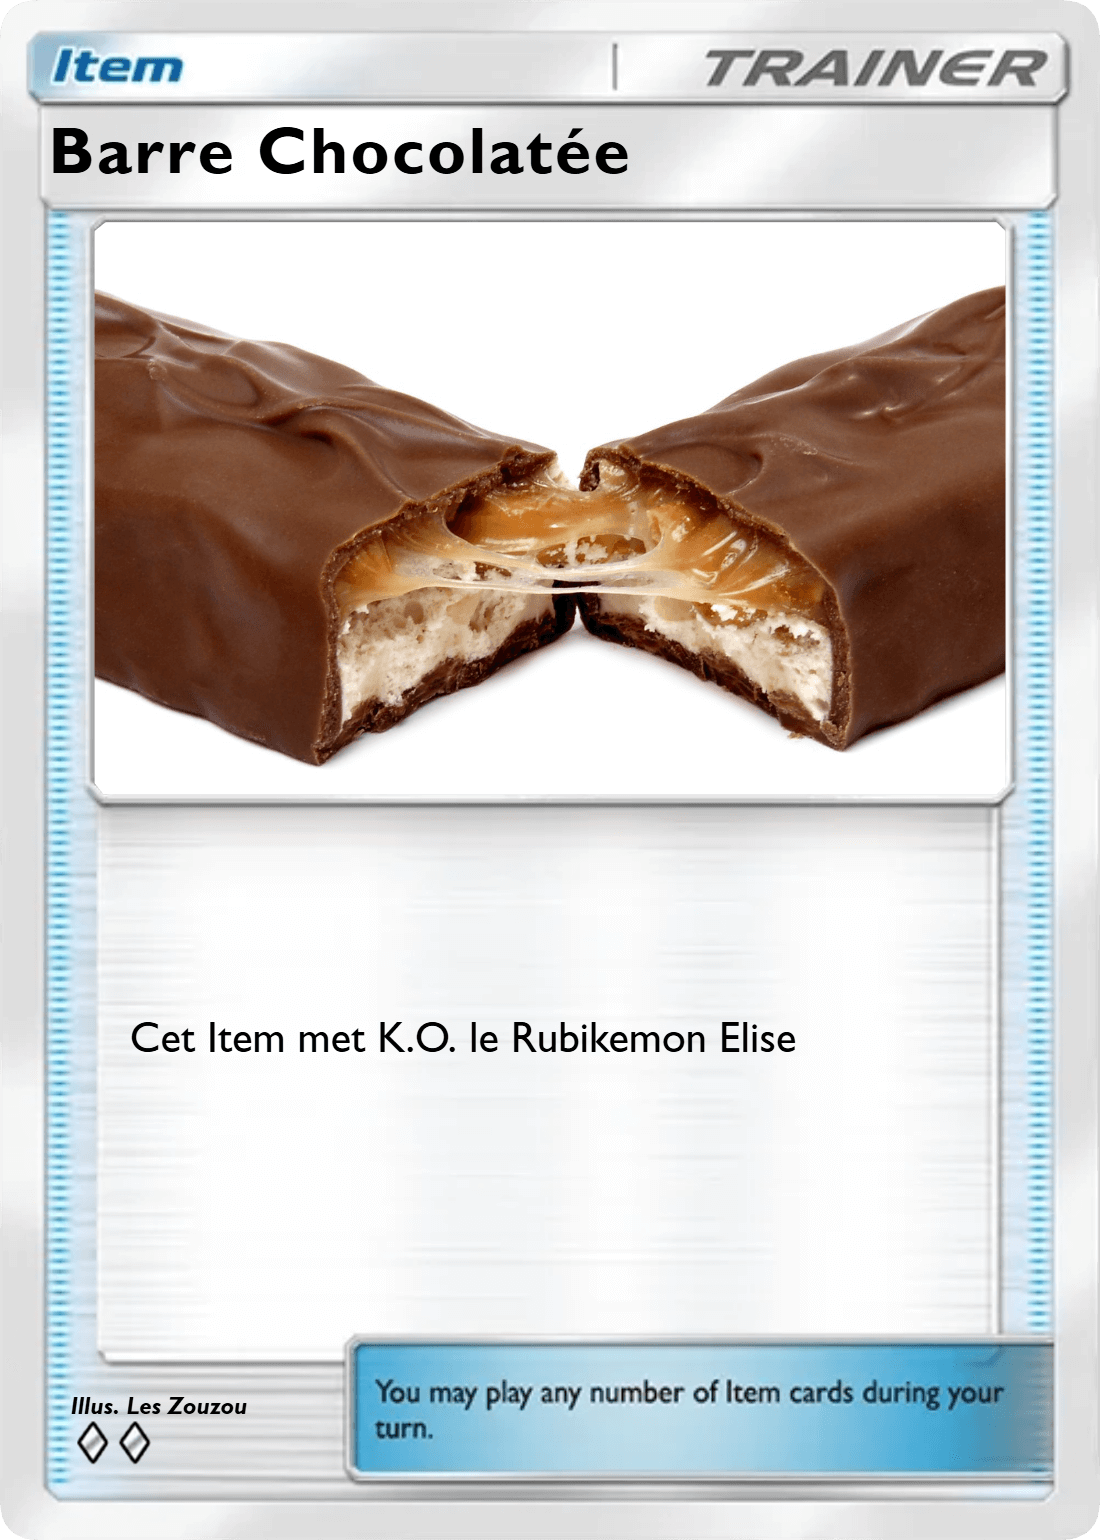 Item
TRAINER
Barre Chocolatée
Cet Item met K.O. le Rubikemon Elise
You may play any number of Item cards during your
turn.
Illus. Les Zouzou